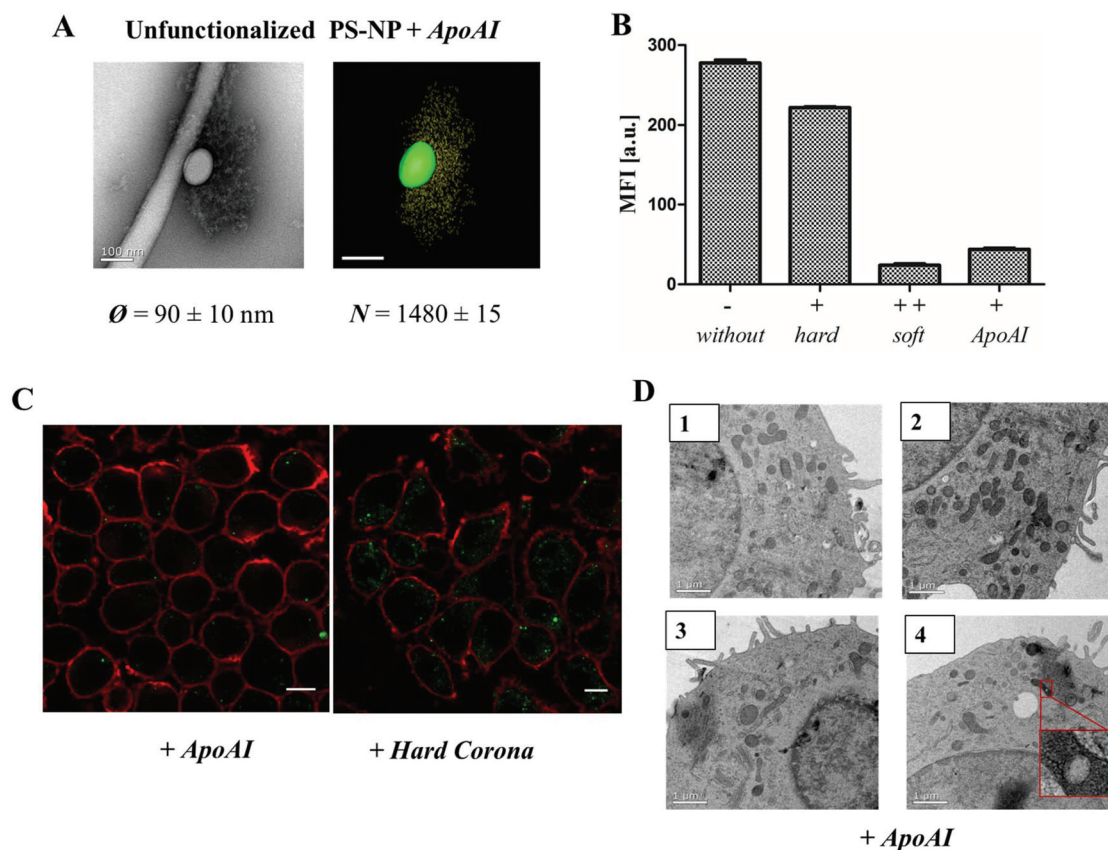 A
Unfunctionalized PS-NP + ApoAI
100 nm
Ø = 90 ± 10 nm
N = 1480 ± 15
B
300
200
100
0
MFI [a.u.]
- + + + +
without hard soft ApoAI
C
+ ApoAI
+ Hard Corona
D
1
1 µm
2
1 µm
3
1 µm
4
1 µm
+ ApoAI